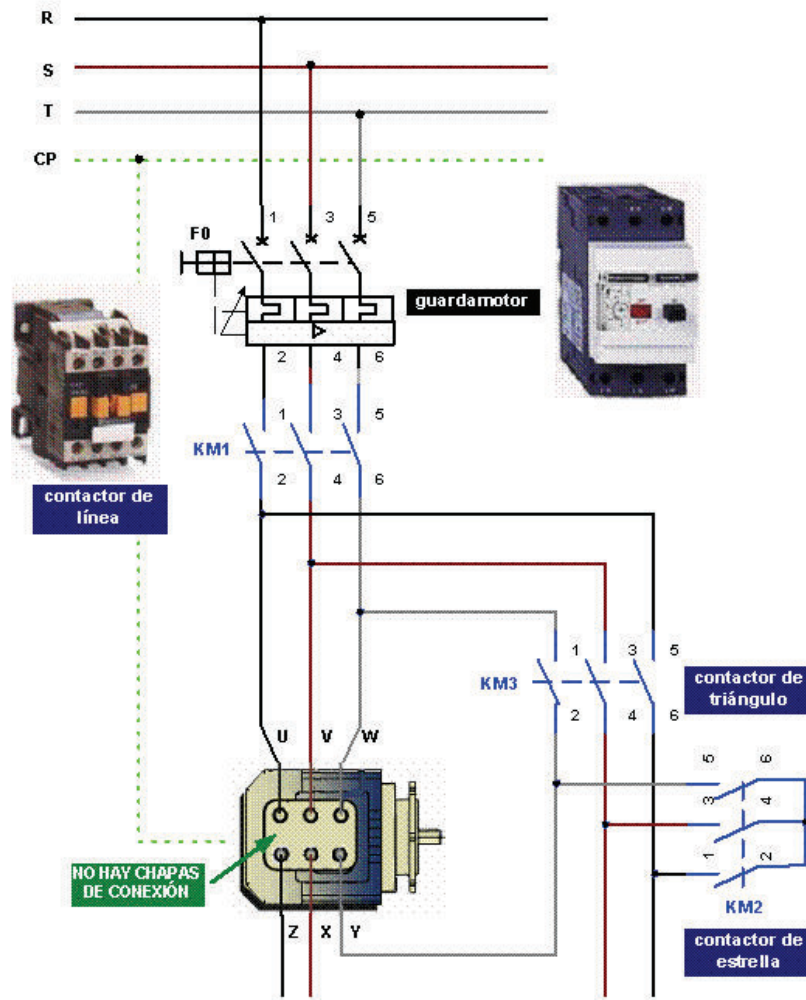 R
S
T
CP
F0
1 3 5
guardamotor
2 4 6
1 3 5
KM1
2 4 6
contactor de
línea
1 3 5
KM3
contactor de
triángulo
2 4 6
U V W
5 6
3 4
1 2
NO HAY CHAPAS
DE CONEXIÓN
KM2
Z X Y
contactor de
estrella